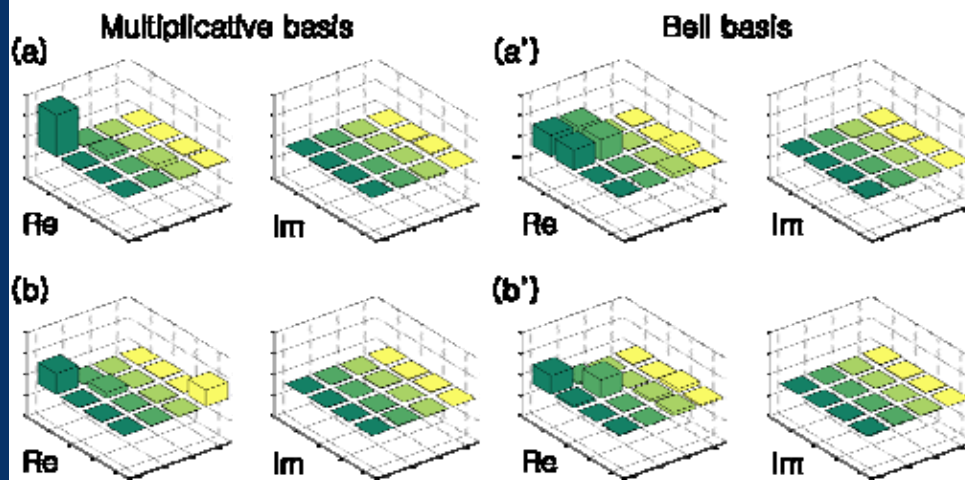 Multiplicative basis
Bell basis
(a)
(a')
Re
Im
Re
Im
(b)
(b')
Re
Im
Re
Im